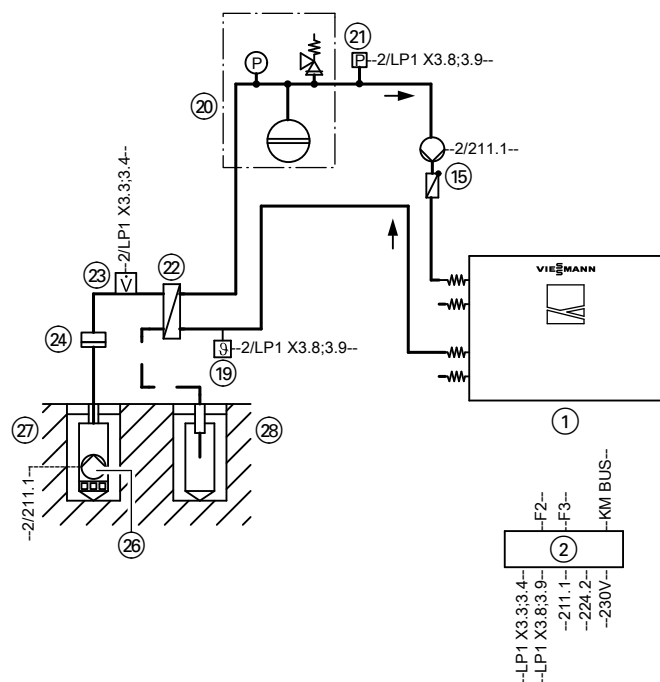 21
P
P
--2/LP1 X3.8;3.9--
20
--2/211.1--
15
--2/LP1 X3.3;3.4--
23
V
22
VIESMANN
24
ϑ
--2/LP1 X3.8;3.9--
19
1
27
28
--2/211.1--
26
--F2--
--F3--
--KM BUS--
2
--LP1 X3.3;3.4--
--LP1 X3.8;3.9--
--211.1--
--224.2--
--230V--